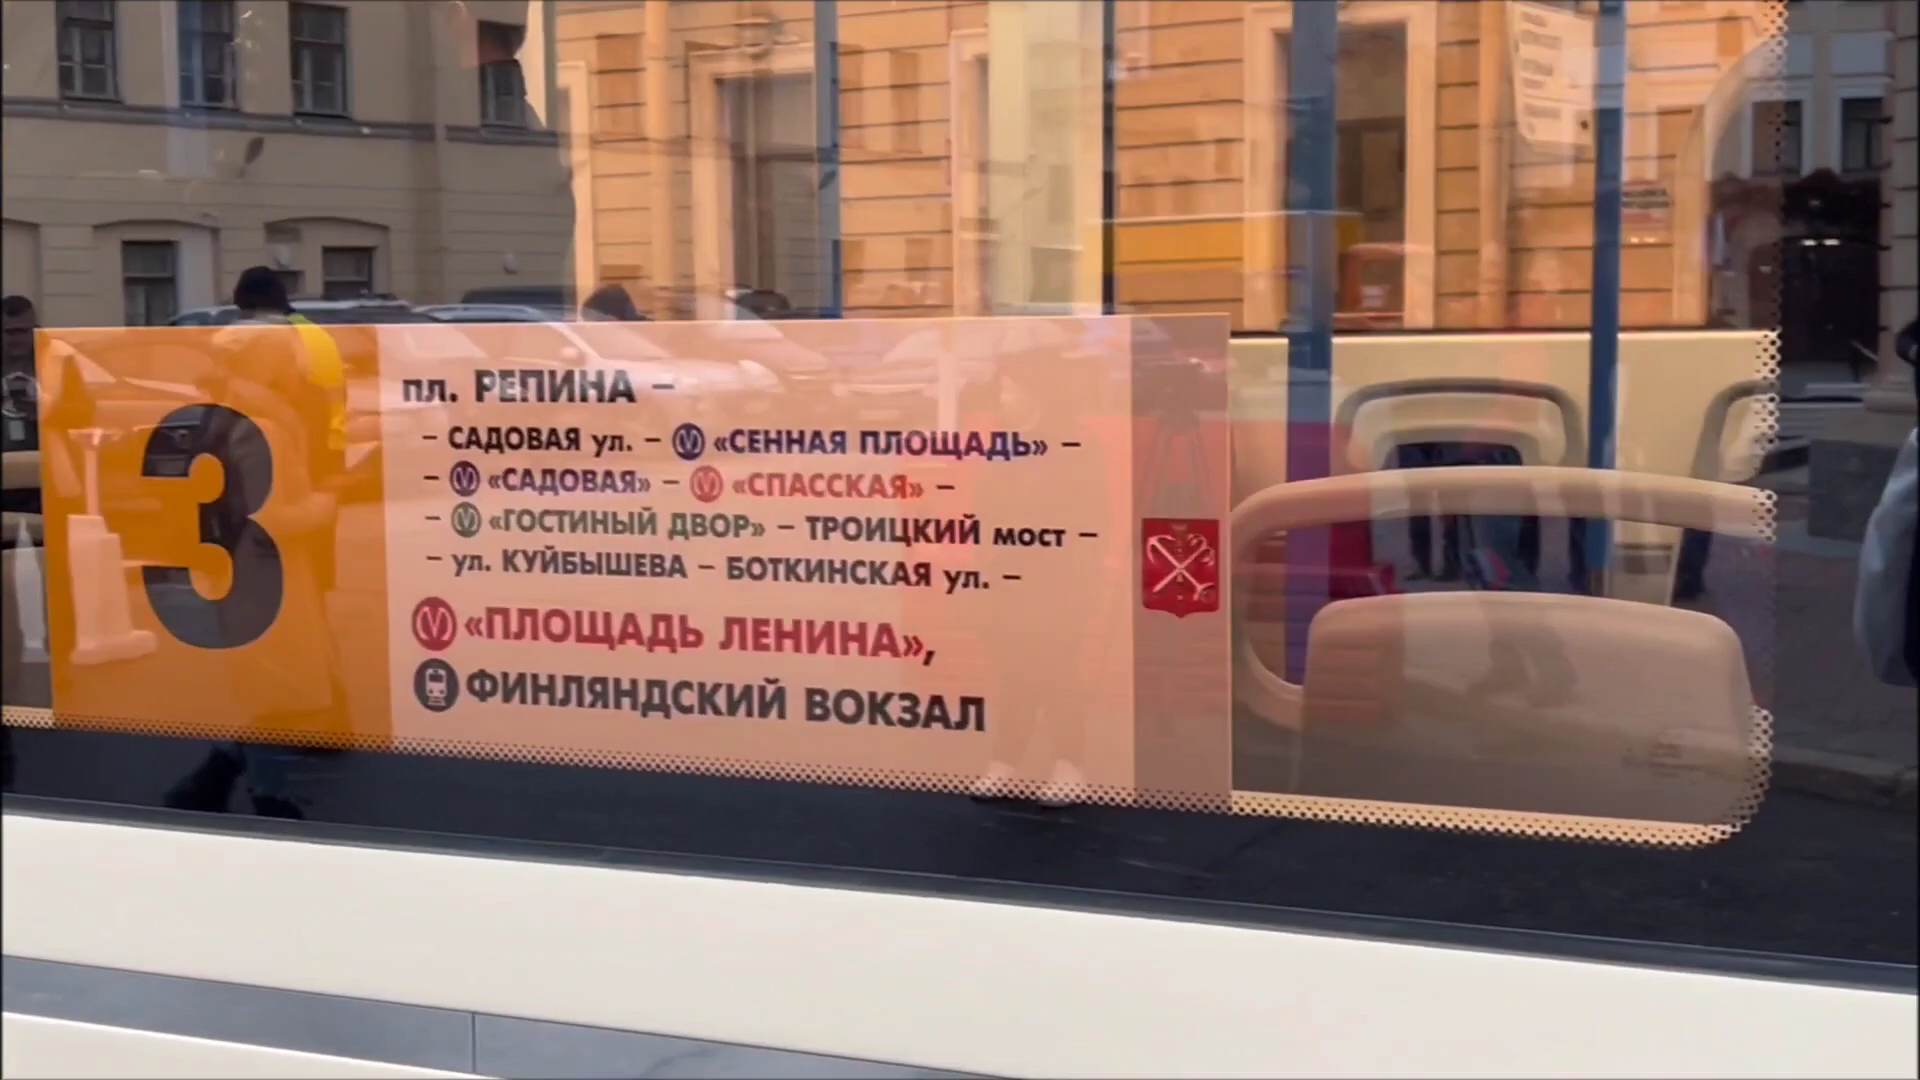 3
пл. РЕПИНА –
– САДОВАЯ ул. – «СЕННАЯ ПЛОЩАДЬ» –
– «САДОВАЯ» – «СПАССКАЯ» –
– «ГОСТИНЫЙ ДВОР» – ТРОИЦКИЙ мост –
– ул. КУЙБЫШЕВА – БОТКИНСКАЯ ул. –
«ПЛОЩАДЬ ЛЕНИНА»,
ФИНЛЯНДСКИЙ ВОКЗАЛ